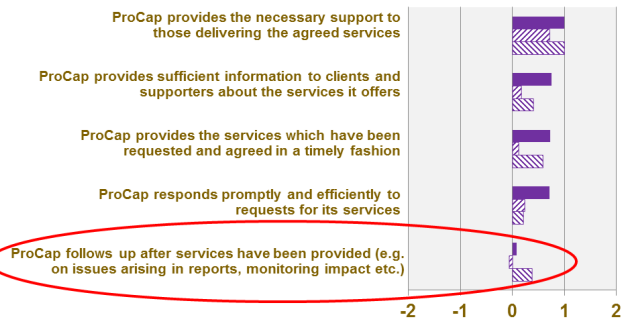 ProCap provides the necessary support to
those delivering the agreed services
ProCap provides sufficient information to clients and
supporters about the services it offers
ProCap provides the services which have been
requested and agreed in a timely fashion
ProCap responds promptly and efficiently to
requests for its services
ProCap follows up after services have been provided (e.g.
on issues arising in reports, monitoring impact etc.)
-2 -1 0 1 2